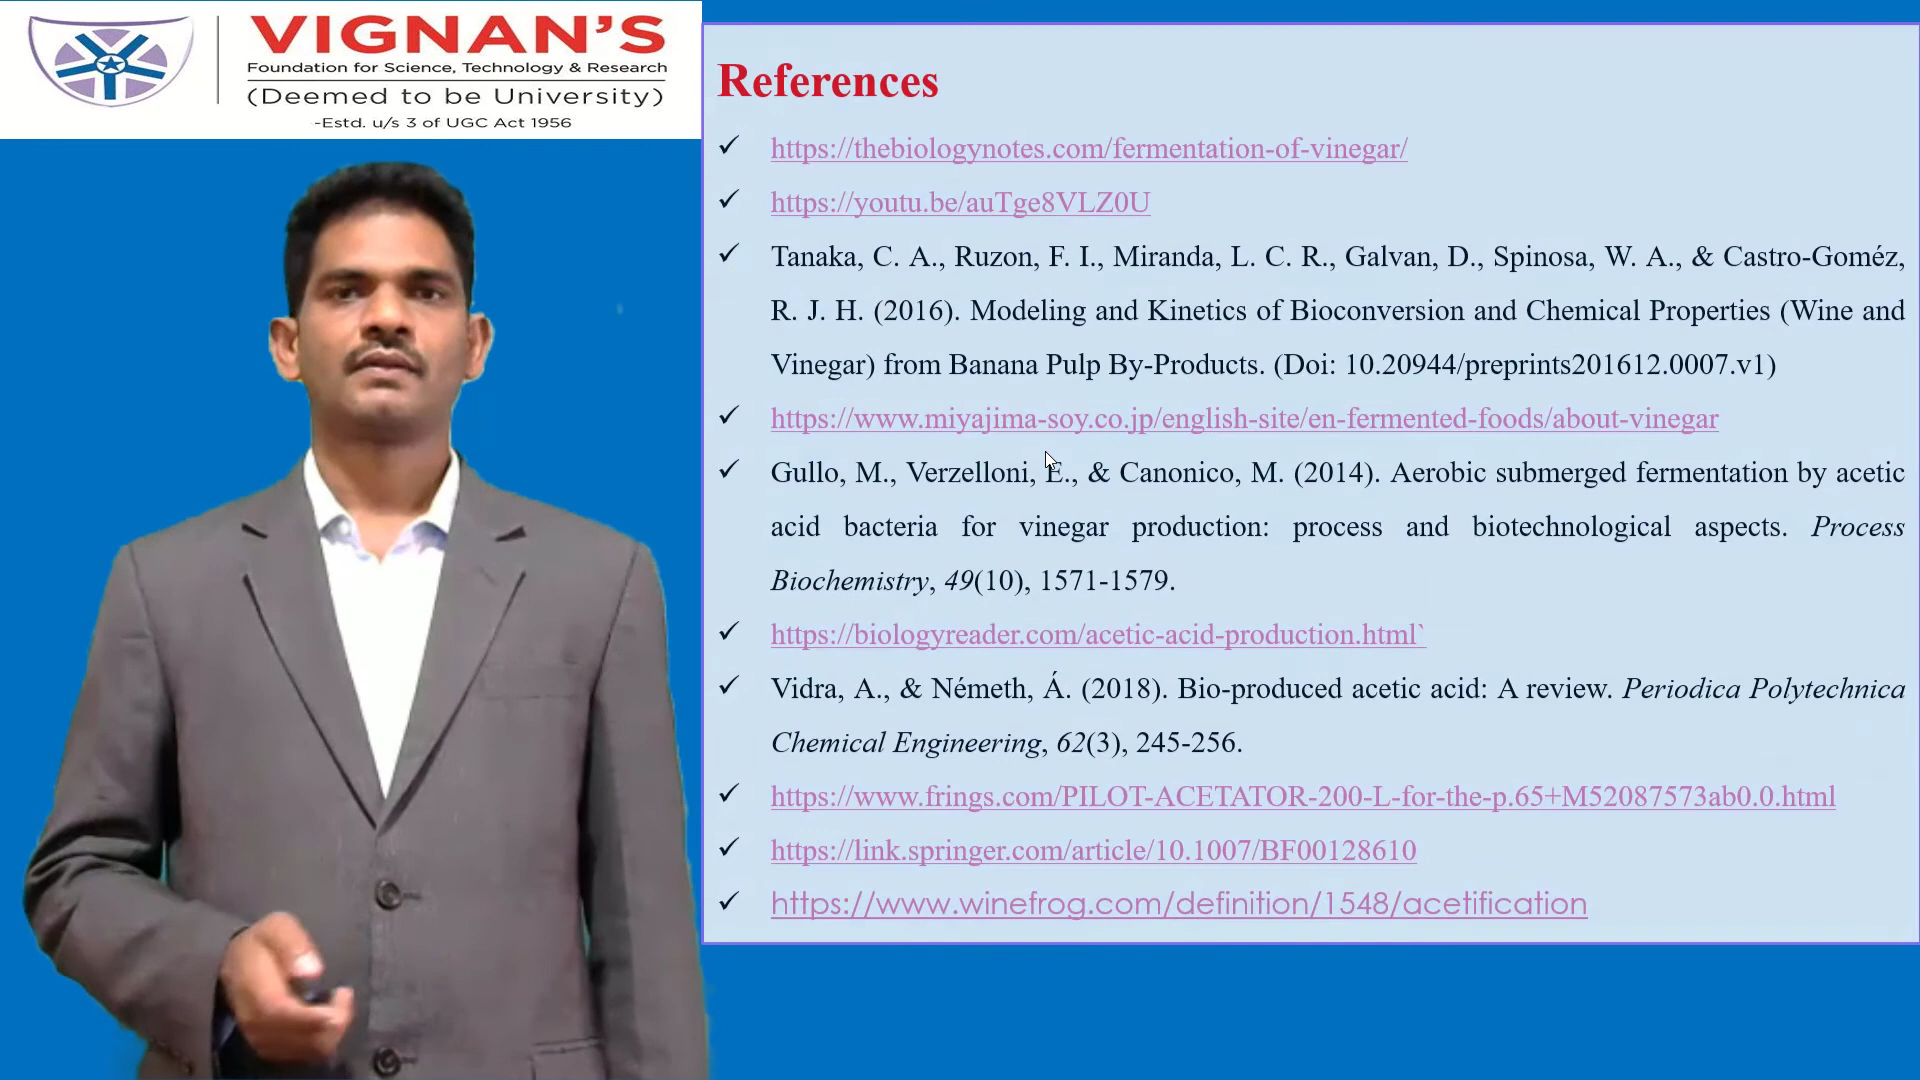 VIGNAN'S
Foundation for Science, Technology & Research
(Deemed to be University)
-Estd. u/s 3 of UGC Act 1956
References
✓ https://thebiologynotes.com/fermentation-of-vinegar/
✓ https://youtu.be/auTge8VLZ0U
✓ Tanaka, C. A., Ruzon, F. I., Miranda, L. C. R., Galvan, D., Spinosa, W. A., & Castro-Goméz,
R. J. H. (2016). Modeling and Kinetics of Bioconversion and Chemical Properties (Wine and
Vinegar) from Banana Pulp By-Products. (Doi: 10.20944/preprints201612.0007.v1)
✓ https://www.miyajima-soy.co.jp/english-site/en-fermented-foods/about-vinegar
✓ Gullo, M., Verzelloni, E., & Canonico, M. (2014). Aerobic submerged fermentation by acetic
acid bacteria for vinegar production: process and biotechnological aspects. Process
Biochemistry, 49(10), 1571-1579.
✓ https://biologyreader.com/acetic-acid-production.html`
✓ Vidra, A., & Németh, Á. (2018). Bio-produced acetic acid: A review. Periodica Polytechnica
Chemical Engineering, 62(3), 245-256.
✓ https://www.frings.com/PILOT-ACETATOR-200-L-for-the-p.65+M52087573ab0.0.html
✓ https://link.springer.com/article/10.1007/BF00128610
✓ https://www.winefrog.com/definition/1548/acetification